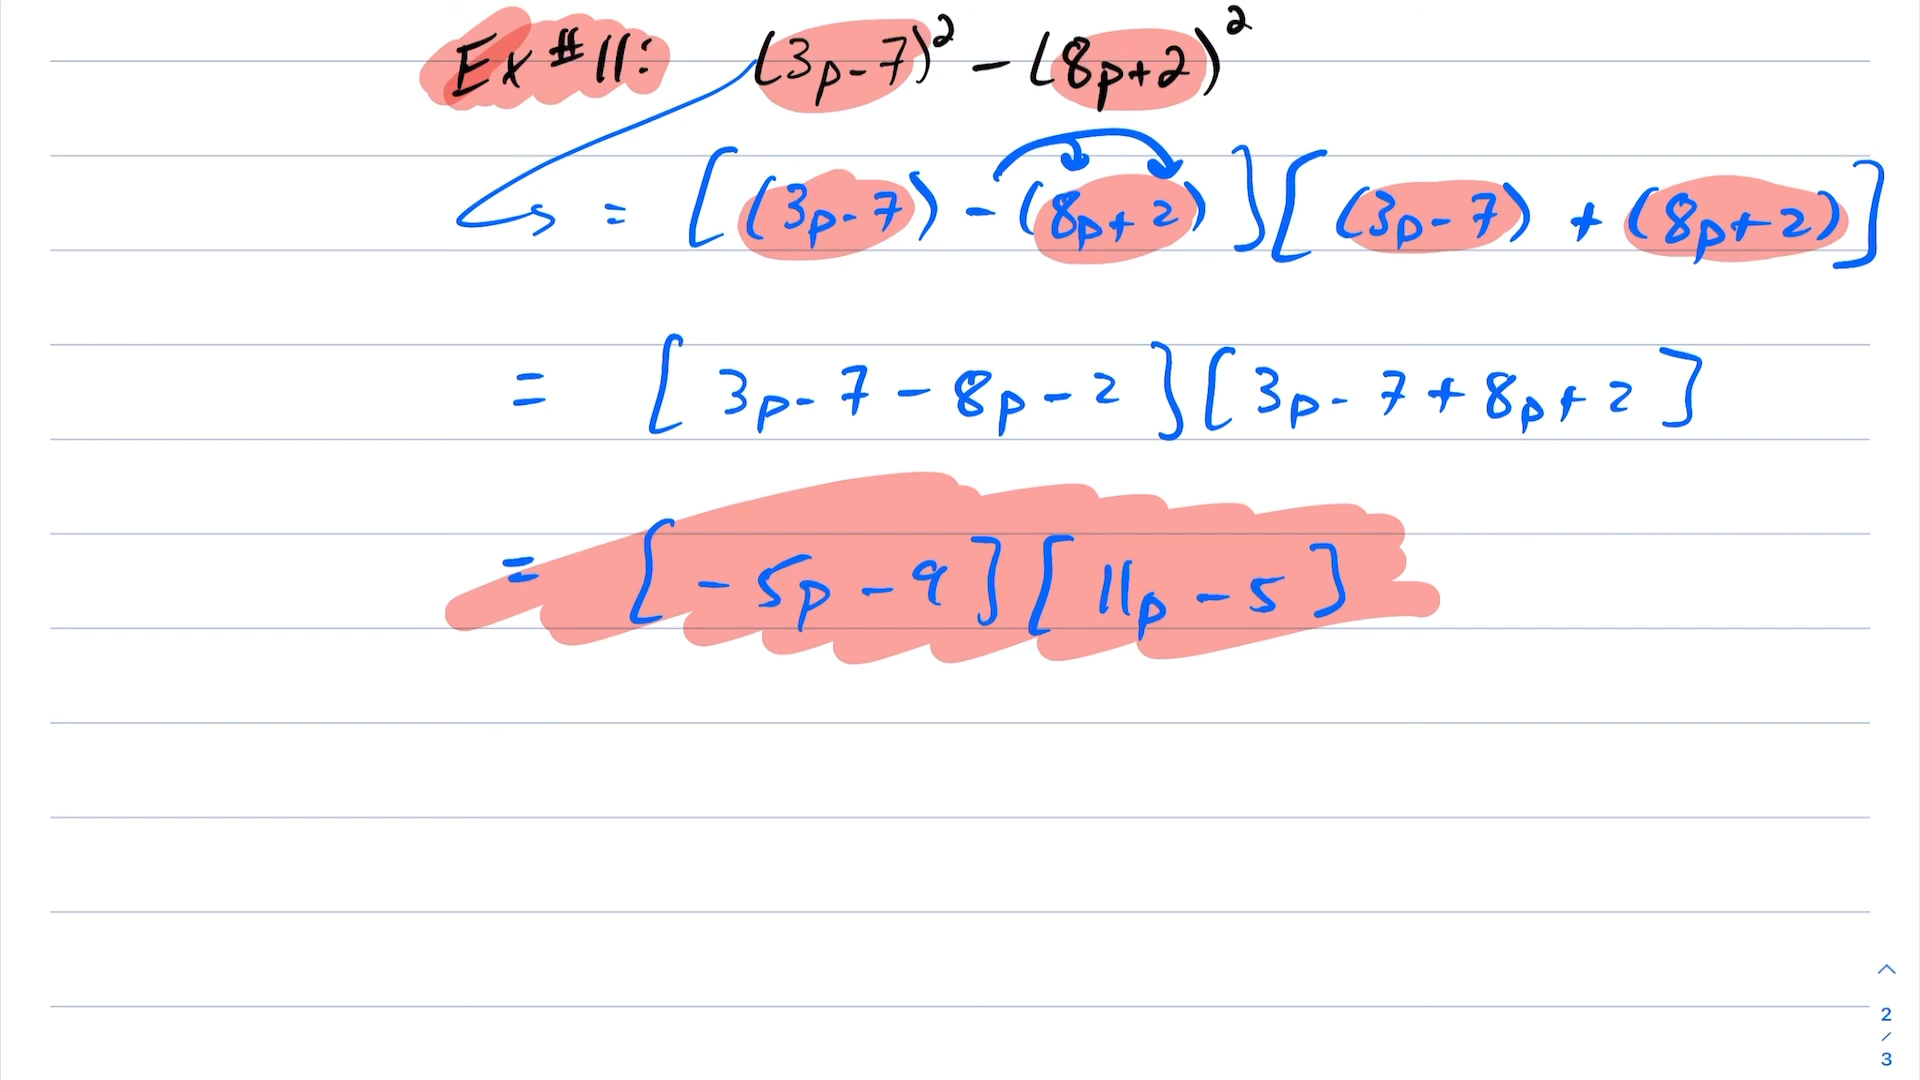 Ex #11: (3p-7)² - (8p+2)²
= [(3p-7) - (8p+2)][(3p-7) + (8p+2)]
= [3p-7-8p-2][3p-7+8p+2]
= [-5p-9][11p-5]
2
/
3